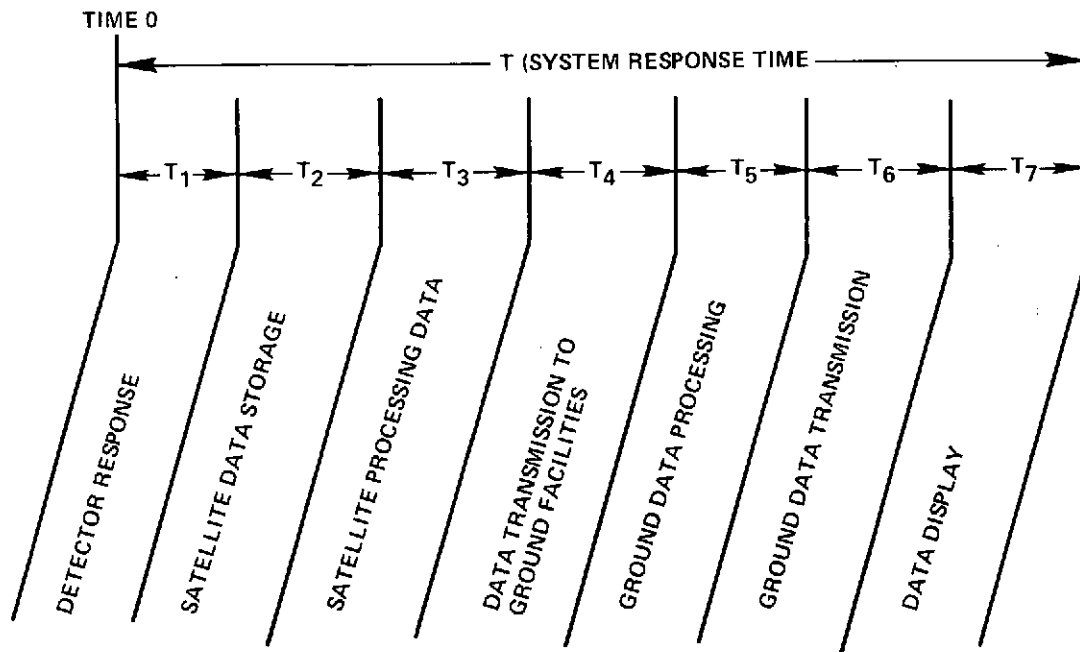 TIME 0
T (SYSTEM RESPONSE TIME
T1
T2
T3
T4
T5
T6
T7
DETECTOR RESPONSE
SATELLITE DATA STORAGE
SATELLITE PROCESSING DATA
DATA TRANSMISSION TO
GROUND FACILITIES
GROUND DATA PROCESSING
GROUND DATA TRANSMISSION
DATA DISPLAY